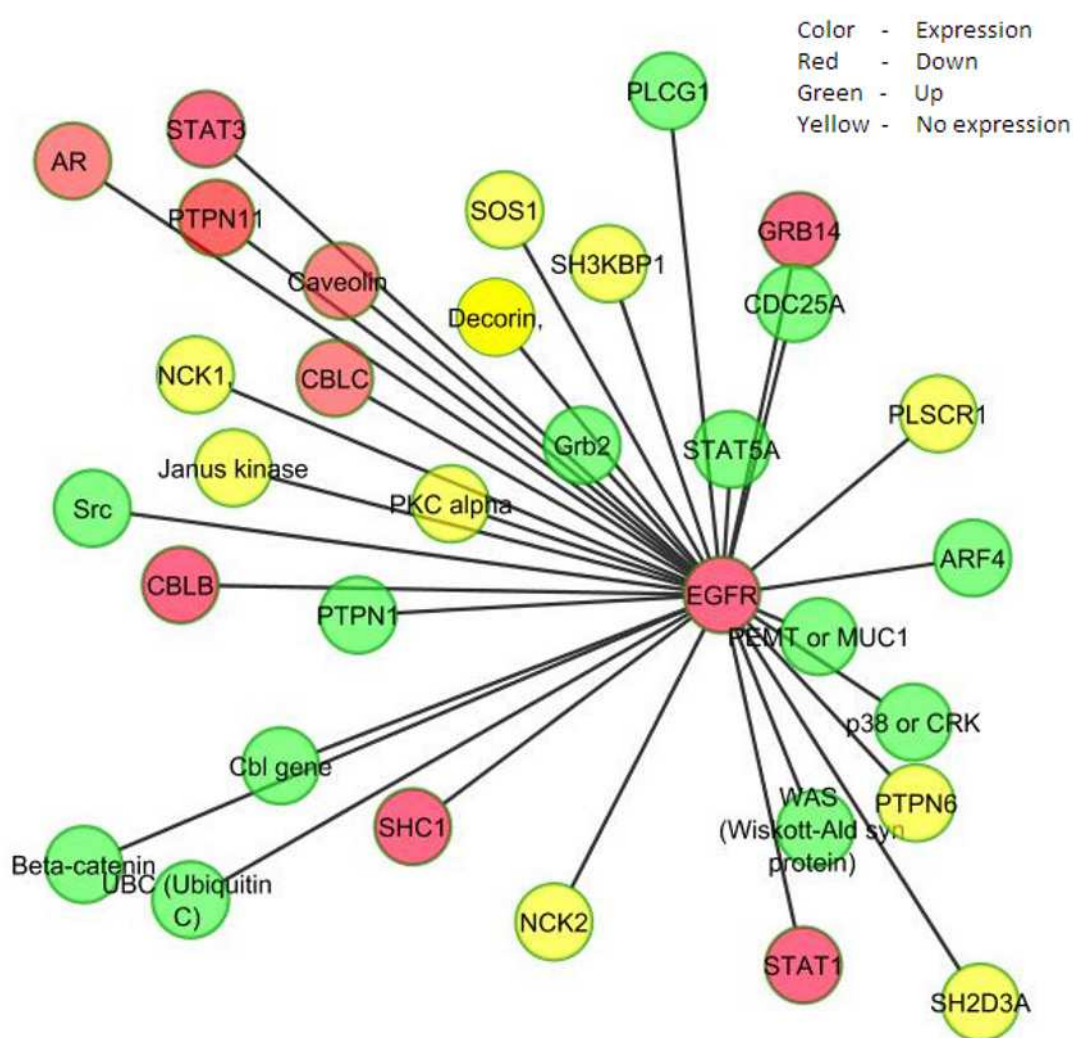 Color - Expression
Red - Down
Green - Up
Yellow - No expression
PLCG1
STAT3
AR
PTPN11
SOS1
GRB14
SH3KBP1
Caveolin
CDC25A
Decorin,
NCK1,
CBLC
PLSCR1
Grb2
STAT5A
Janus kinase
PKC alpha
Src
ARF4
CBLB
EGFR
PTPN1
PEMT or MUC1
p38 or CRK
Cbl gene
WAS
(Wiskott-Ald syn
protein)
PTPN6
SHC1
Beta-catenin
UBC (Ubiquitin
C)
NCK2
STAT1
SH2D3A